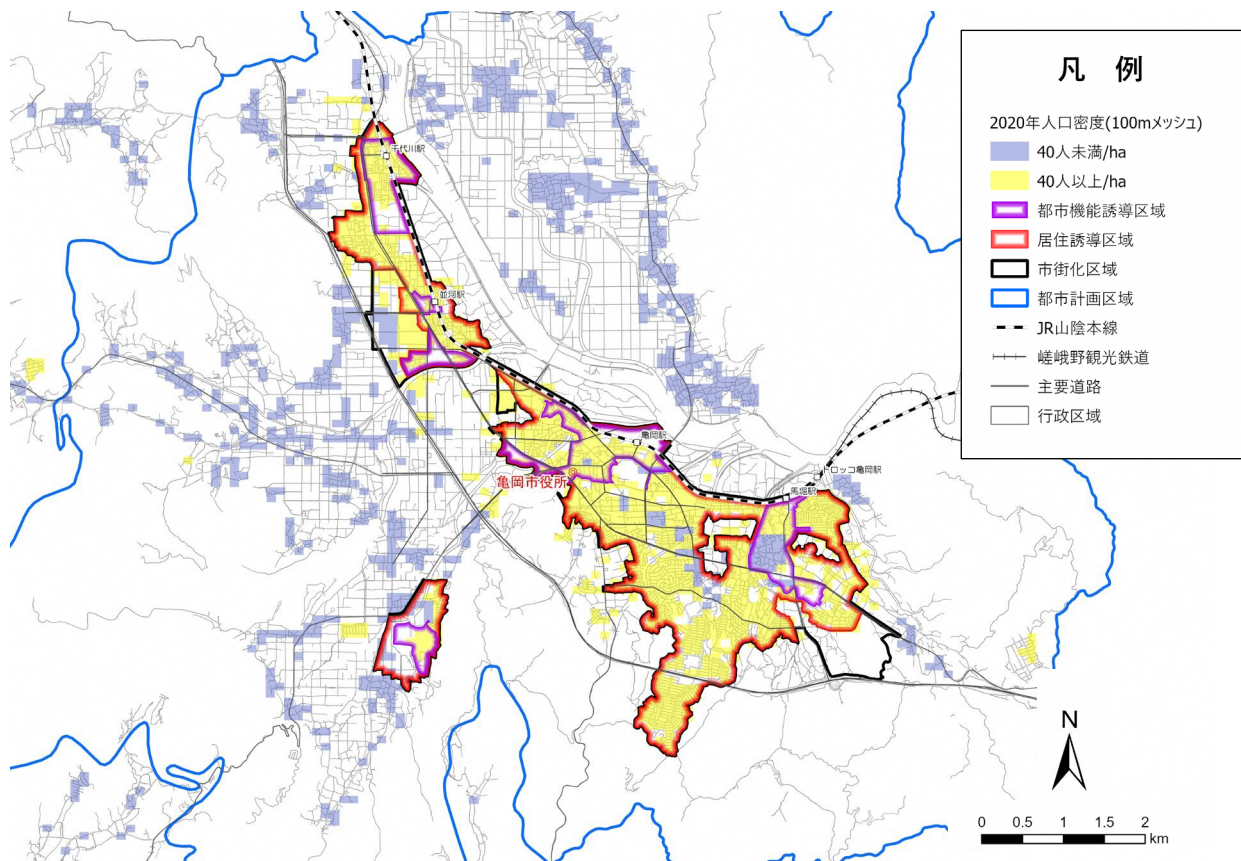 凡 例
2020年人口密度(100mメッシュ)
40人未満/ha
40人以上/ha
都市機能誘導区域
居住誘導区域
市街化区域
都市計画区域
JR山陰本線
嵯峨野観光鉄道
主要道路
行政区域
千代川駅
並河駅
亀岡駅
トロッコ亀岡駅
亀岡市役所
馬堀駅
N
0 0.5 1 1.5 2
km